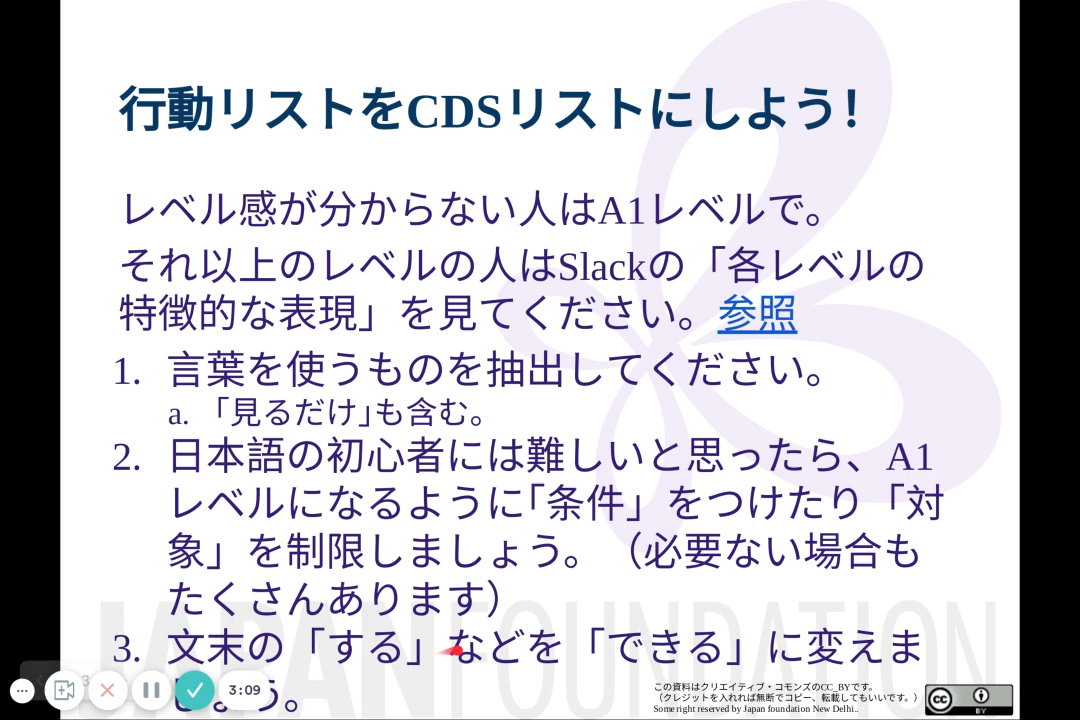 行動リストをCDSリストにしよう！
レベル感が分からない人はA1レベルで。
それ以上のレベルの人はSlackの「各レベルの
特徴的な表現」を見てください。参照
1. 言葉を使うものを抽出してください。
a. ｢見るだけ｣も含む。
2. 日本語の初心者には難しいと思ったら、A1
レベルになるように｢条件」をつけたり「対
象」を制限しましょう。（必要ない場合も
たくさんあります）
3. 文末の「する」などを「できる」に変えま
しょう。
JAPAN FOUNDATION
3:09
この資料はクリエイティブ・コモンズのCC_BYです。
（クレジットを入れれば無断でコピー、転載してもいいです。）
Some right reserved by Japan foundation New Delhi..
cc
BY